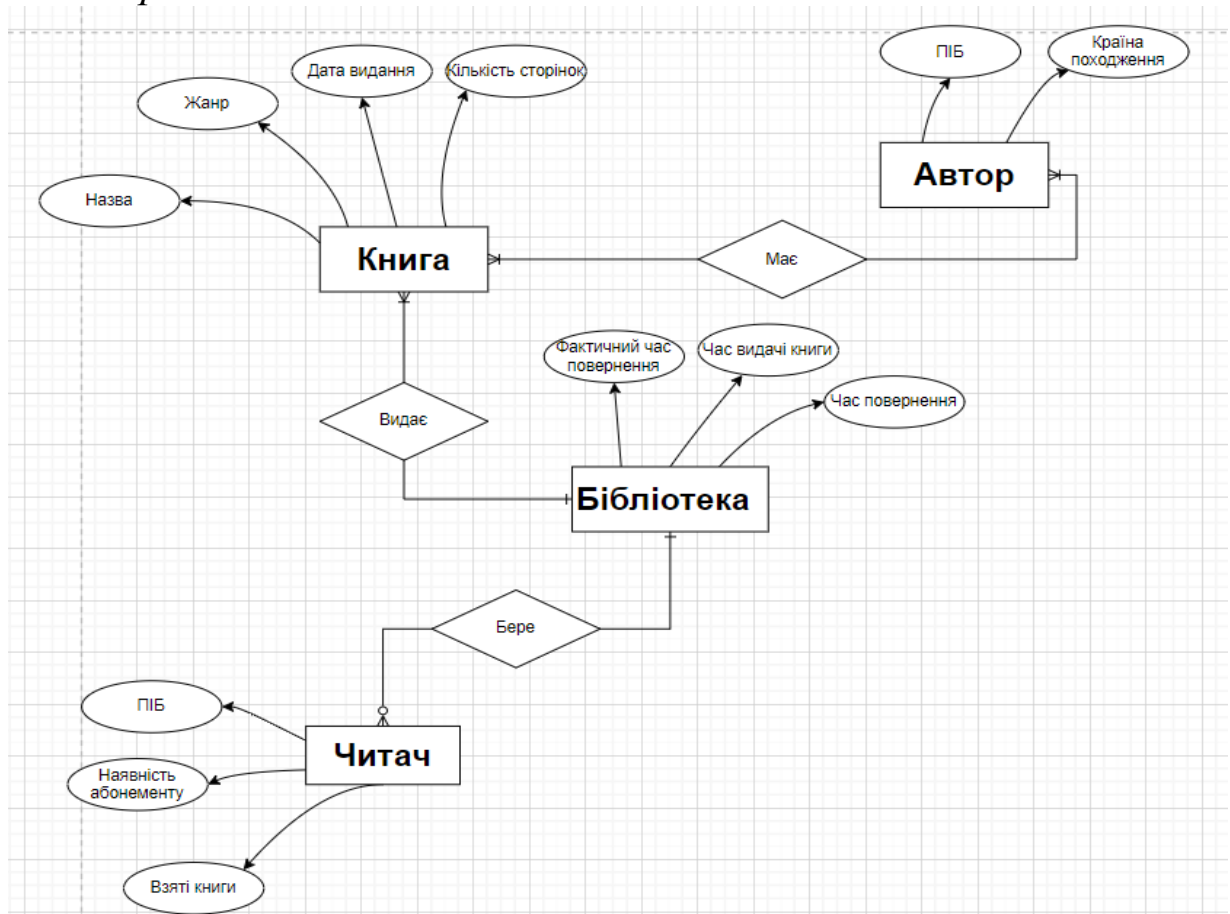 ПІБ
Країна
походження
Дата видання
Кількість сторінок
Жанр
Автор
Назва
Книга
Має
Фактичний час
повернення
Час видачі книги
Час повернення
Видає
Бібліотека
Бере
ПІБ
Читач
Наявність
абонементу
Взяті книги